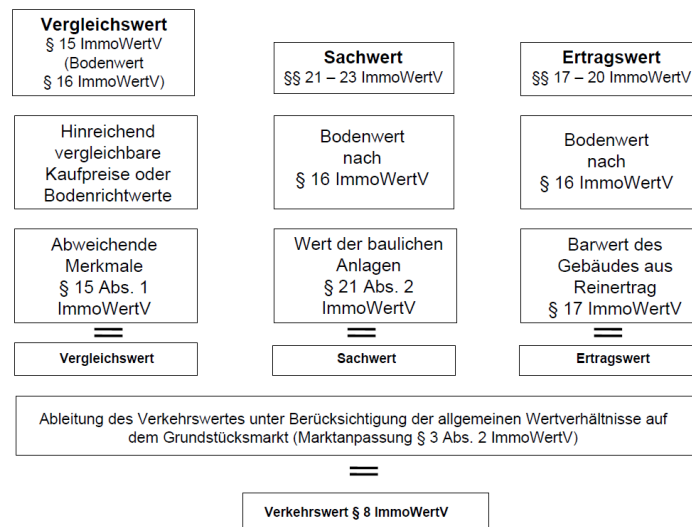 Vergleichswert
§ 15 ImmoWertV
(Bodenwert
§ 16 ImmoWertV)
Sachwert
§§ 21 – 23 ImmoWertV
Ertragswert
§§ 17 – 20 ImmoWertV
Hinreichend
vergleichbare
Kaufpreise oder
Bodenrichtwerte
Bodenwert
nach
§ 16 ImmoWertV
Bodenwert
nach
§ 16 ImmoWertV
Abweichende
Merkmale
§ 15 Abs. 1
ImmoWertV
Wert der baulichen
Anlagen
§ 21 Abs. 2
ImmoWertV
Barwert des
Gebäudes aus
Reinertrag
§ 17 ImmoWertV
=
=
=
Vergleichswert
Sachwert
Ertragswert
Ableitung des Verkehrswertes unter Berücksichtigung der allgemeinen Wertverhältnisse auf
dem Grundstücksmarkt (Marktanpassung § 3 Abs. 2 ImmoWertV)
=
Verkehrswert § 8 ImmoWertV